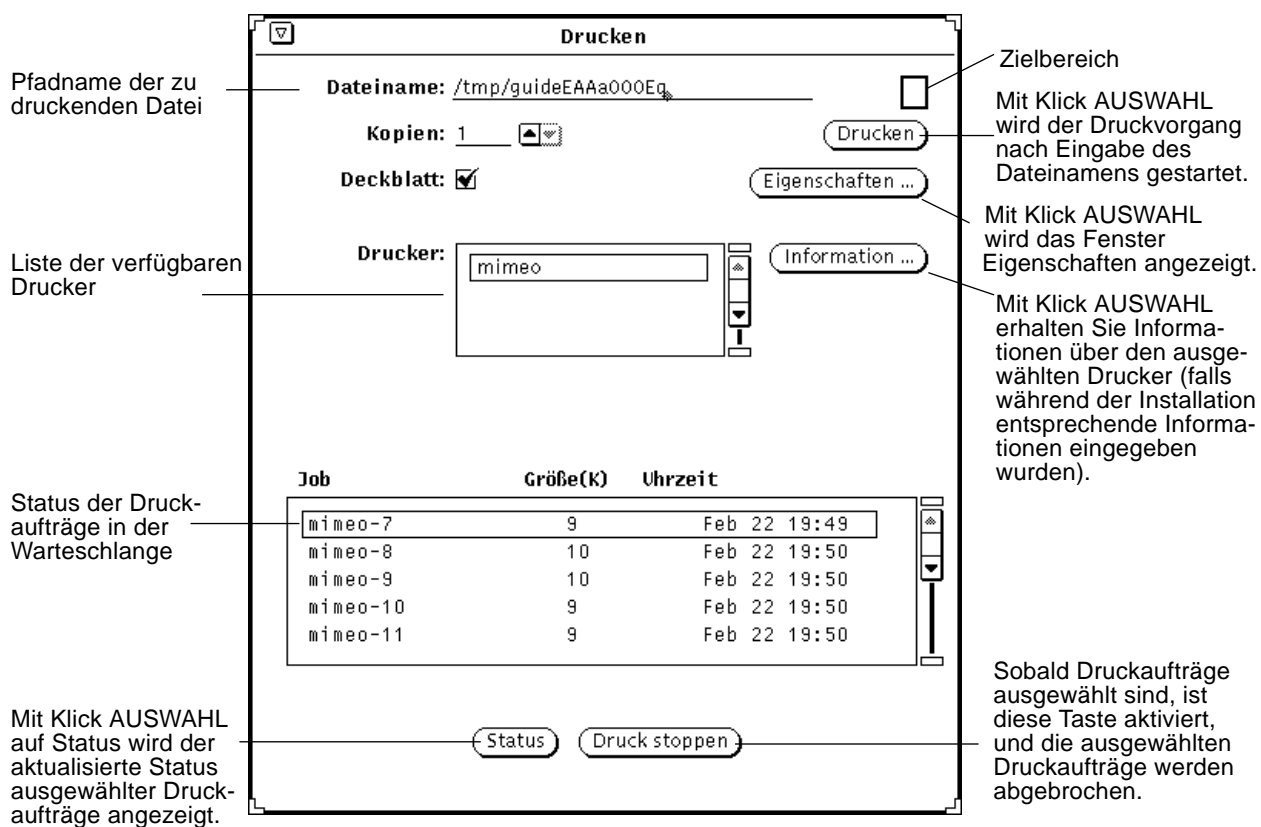 Drucken
Pfadname der zu
druckenden Datei
Dateiname: /tmp/guideEAAa000Eq
Zielbereich
Kopien: 1
Drucken
Mit Klick AUSWAHL
wird der Druckvorgang
nach Eingabe des
Dateinamens gestartet.
Deckblatt:
Eigenschaften ...
Mit Klick AUSWAHL
wird das Fenster
Eigenschaften angezeigt.
Liste der verfügbaren
Drucker
Drucker:
mimeo
Information ...
Mit Klick AUSWAHL
erhalten Sie Informa-
tionen über den ausge-
wählten Drucker (falls
während der Installation
entsprechende Informa-
tionen eingegeben
wurden).
Job Größe(K) Uhrzeit
Status der Druck-
aufträge in der
Warteschlange
mimeo-7 9 Feb 22 19:49
mimeo-8 10 Feb 22 19:50
mimeo-9 10 Feb 22 19:50
mimeo-10 9 Feb 22 19:50
mimeo-11 9 Feb 22 19:50
Mit Klick AUSWAHL
auf Status wird der
aktualisierte Status
ausgewählter Druck-
aufträge angezeigt.
Status
Druck stoppen
Sobald Druckaufträge
ausgewählt sind, ist
diese Taste aktiviert,
und die ausgewählten
Druckaufträge werden
abgebrochen.